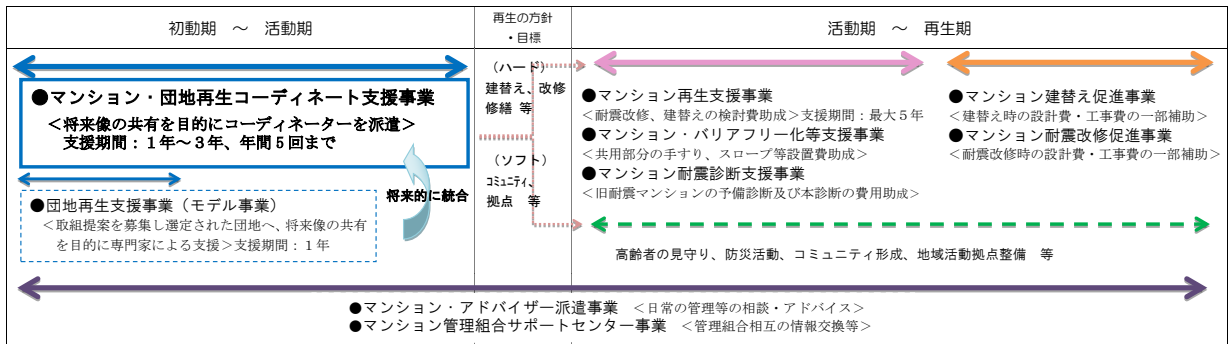 初動期　～　活動期
再生の方針
・目標
活動期　～　再生期
●マンション・団地再生コーディネート支援事業
＜将来像の共有を目的にコーディネーターを派遣＞
支援期間：１年～３年、年間５回まで
●団地再生支援事業（モデル事業）
＜取組提案を募集し選定された団地へ、将来像の共有
を目的に専門家による支援＞支援期間：１年
将来的に統合
（ハード）
建替え、改修
修繕 等
（ソフト）
ｺﾐｭﾆﾃｨ、
拠点　等
●マンション再生支援事業
＜耐震改修、建替えの検討費助成＞支援期間：最大５年
●マンション・バリアフリー化等支援事業
＜共用部分の手すり、スロープ等設置費助成＞
●マンション耐震診断支援事業
＜旧耐震マンションの予備診断及び本診断の費用助成＞
●マンション建替え促進事業
＜建替え時の設計費・工事費の一部補助＞
●マンション耐震改修促進事業
＜耐震改修時の設計費・工事費の一部補助＞
高齢者の見守り、防災活動、コミュニティ形成、地域活動拠点整備　等
●マンション・アドバイザー派遣事業　＜日常の管理等の相談・アドバイス＞
●マンション管理組合サポートセンター事業　＜管理組合相互の情報交換等＞